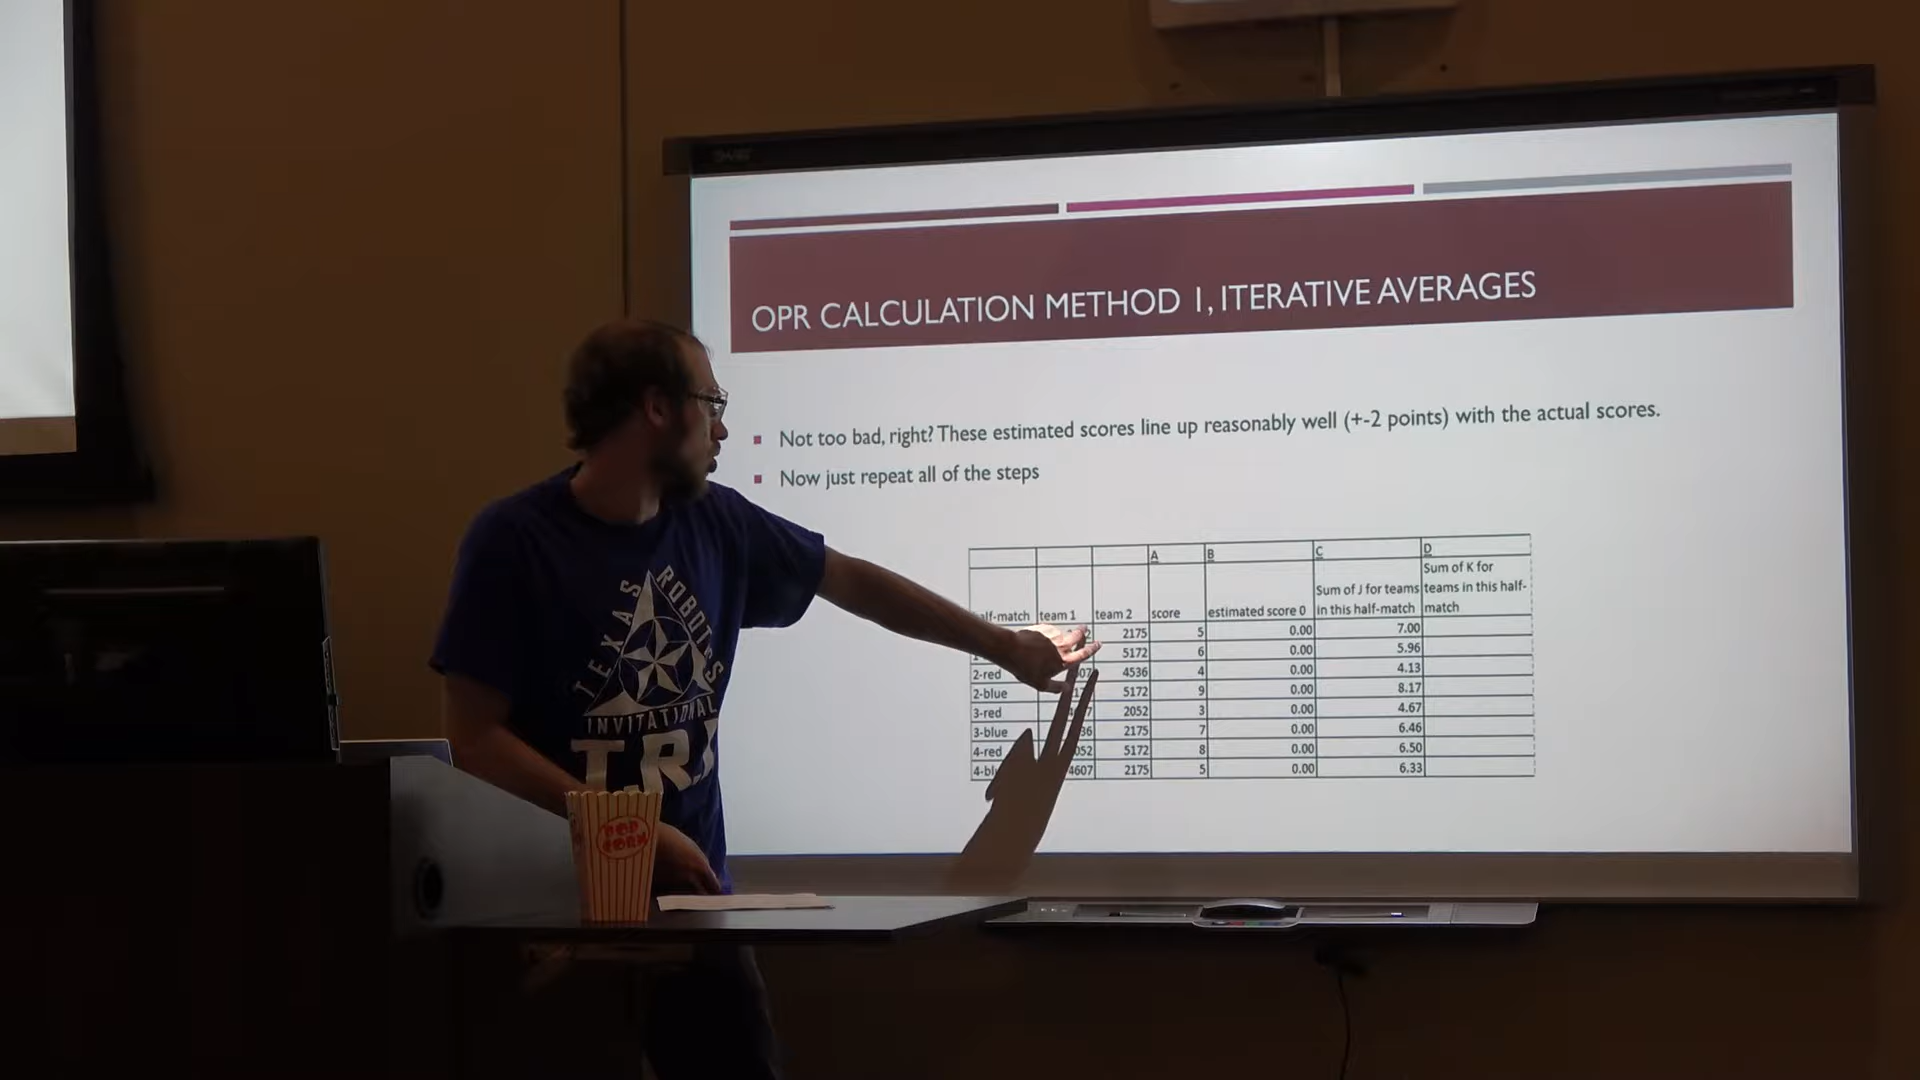 OPR CALCULATION METHOD 1, ITERATIVE AVERAGES
Not too bad, right? These estimated scores line up reasonably well (+-2 points) with the actual scores.
Now just repeat all of the steps
A B C D
team 1 team 2 score estimated score 0 Sum of J for teams in this half-match Sum of K for teams in this half-match
2175 5 0.00 7.00
5172 6 0.00 5.96
2-red 4536 4 0.00 4.13
2-blue 5172 9 0.00 8.17
3-red 2052 3 0.00 4.67
3-blue 2175 7 0.00 6.46
4-red 5172 8 0.00 6.50
4607 2175 5 0.00 6.33
TEXAS ROBOTICS
INVITATIONAL
POP
CORN